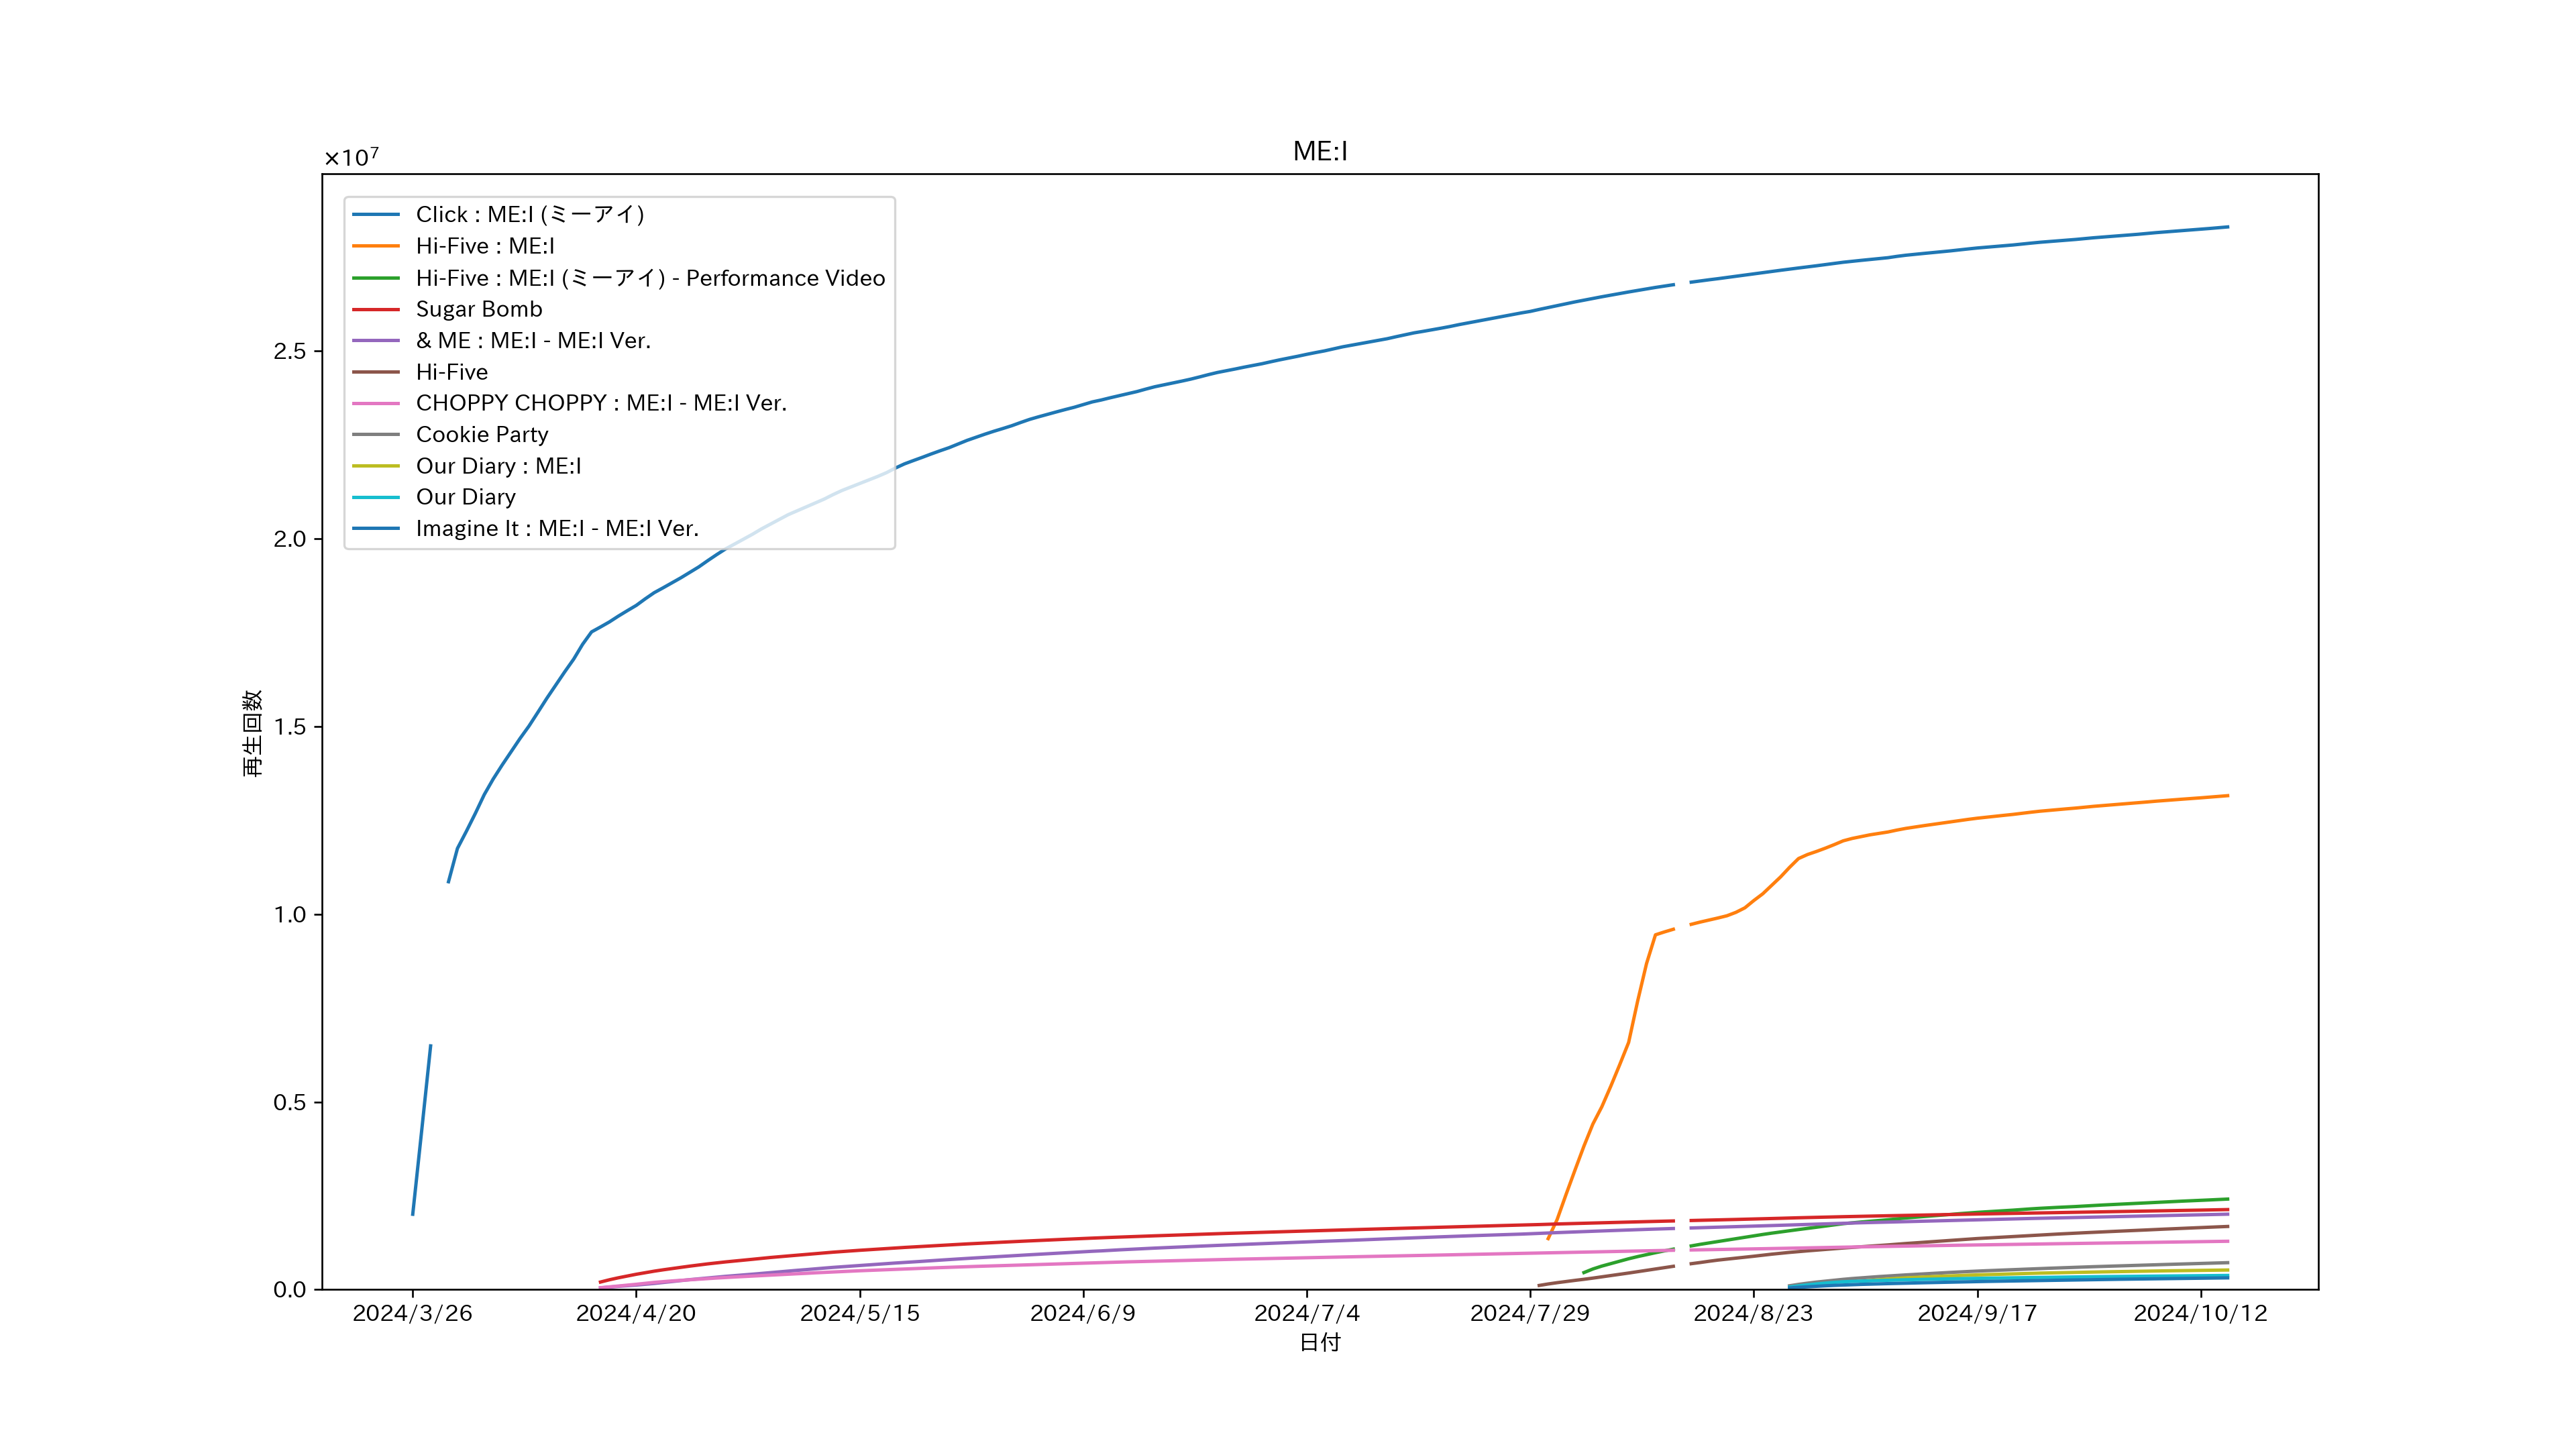 ME:I
×10⁷
Click : ME:I (ミーアイ)
Hi-Five : ME:I
Hi-Five : ME:I (ミーアイ) - Performance Video
Sugar Bomb
& ME : ME:I - ME:I Ver.
Hi-Five
CHOPPY CHOPPY : ME:I - ME:I Ver.
Cookie Party
Our Diary : ME:I
Our Diary
Imagine It : ME:I - ME:I Ver.
2.5
2.0
1.5
1.0
0.5
0.0
再生回数
2024/3/26 2024/4/20 2024/5/15 2024/6/9 2024/7/4 2024/7/29 2024/8/23 2024/9/17 2024/10/12
日付